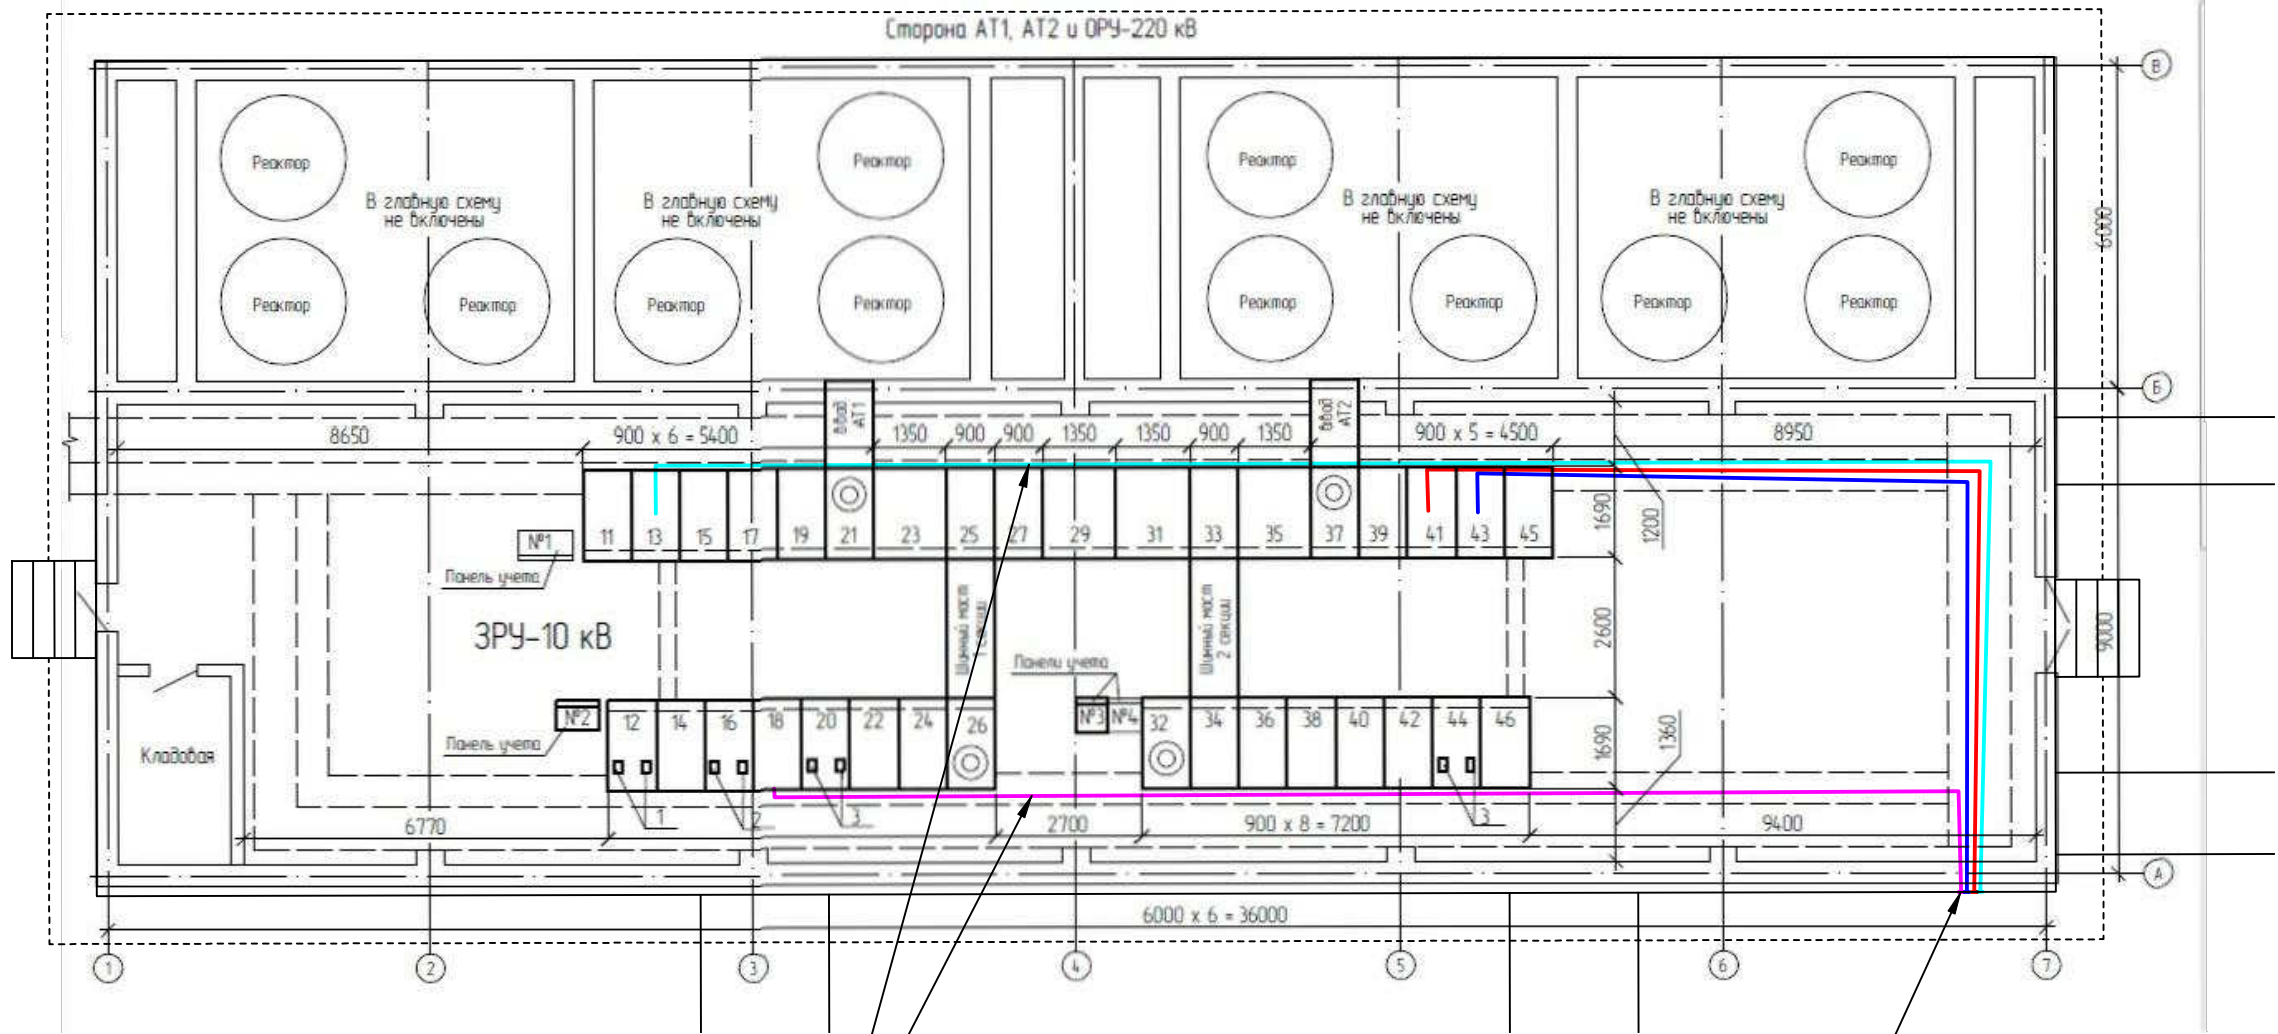 Сторона АТ1, АТ2 и ОРУ-220 кВ
В
Реактор
Реактор
Реактор
Реактор
В главную схему
не включены
В главную схему
не включены
В главную схему
не включены
В главную схему
не включены
6000
Реактор
Реактор
Реактор
Реактор
Реактор
Реактор
Реактор
Реактор
Б
Ввод
АТ1
Ввод
АТ2
8650
900 х 6 = 5400
1350
900
900
1350
1350
900
1350
900 х 5 = 4500
8950
1690
1200
11
13
15
17
19
21
23
25
27
29
31
33
35
37
39
41
43
45
№1
Панель учета
ЗРУ-10 кВ
Шинный мост
1 секции
Шинный мост
2 секции
2600
9000
Панели учета
№2
Панель учета
12
14
16
18
20
22
24
26
№3
№4
32
34
36
38
40
42
44
46
1690
1360
Кладовая
1
2
3
3
6770
2700
900 х 8 = 7200
9400
А
6000 х 6 = 36000
1
2
3
4
5
6
7